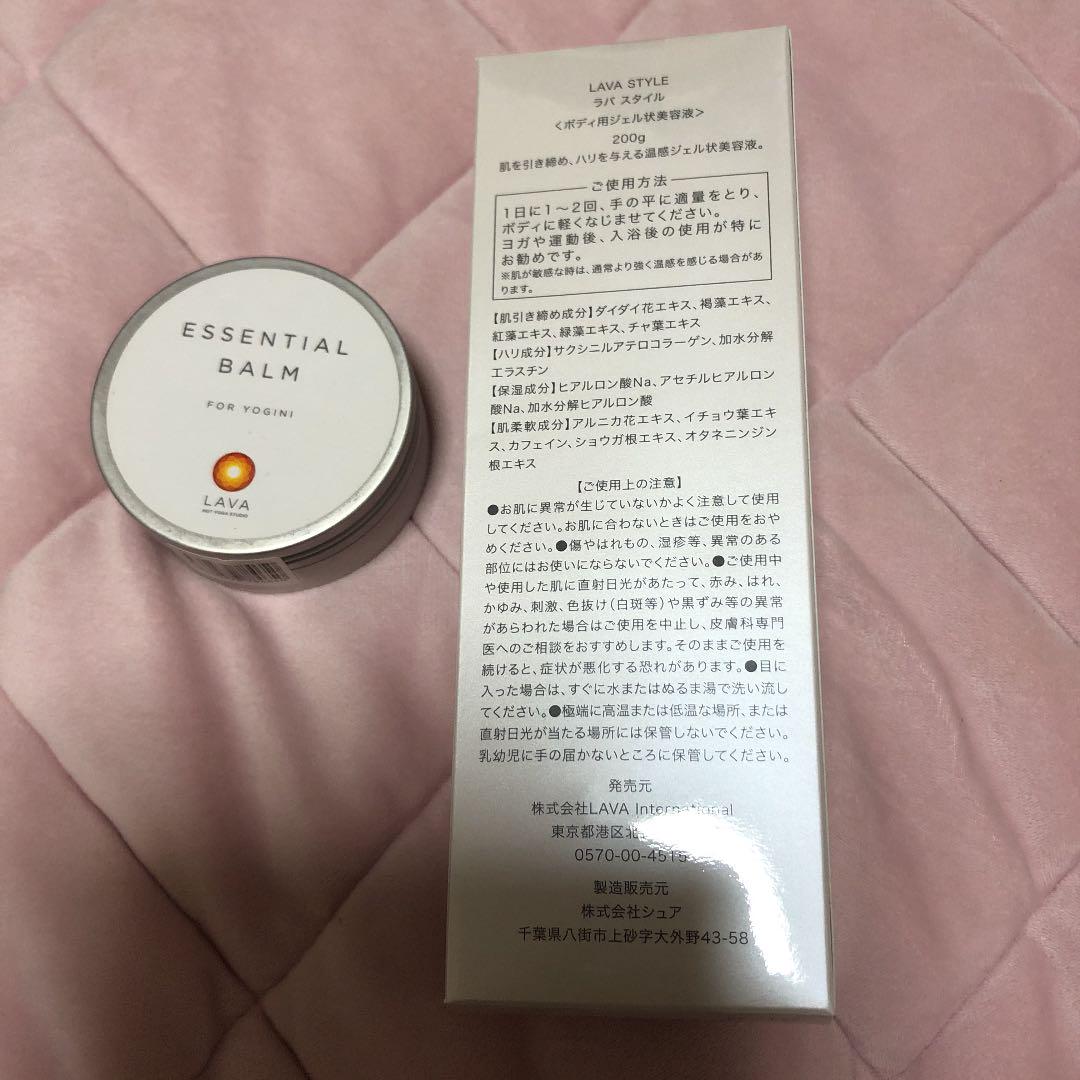 ESSENTIAL
BALM
FOR YOGINI
LAVA
HOT YOGA STUDIO
LAVA STYLE
ラバ スタイル
<ボディ用ジェル状美容液>
200g
肌を引き締め、ハリを与える温感ジェル状美容液。
ご使用方法
1日に1〜2回、手の平に適量をとり、
ボディに軽くなじませてください。
ヨガや運動後、入浴後の使用が特に
お勧めです。
※肌が敏感な時は、通常より強く温感を感じる場合があ
ります。
【肌引き締め成分】ダイダイ花エキス、褐藻エキス、
紅藻エキス、緑藻エキス、チャ葉エキス
【ハリ成分】サクシニルアテロコラーゲン、加水分解
エラスチン
【保湿成分】ヒアルロン酸Na、アセチルヒアルロン
酸Na、加水分解ヒアルロン酸
【肌柔軟成分】アルニカ花エキス、イチョウ葉エキ
ス、カフェイン、ショウガ根エキス、オタネニンジン
根エキス
【ご使用上の注意】
●お肌に異常が生じていないかよく注意して使用
してください。お肌に合わないときはご使用をおや
めください。●傷やはれもの、湿疹等、異常のある
部位にはお使いにならないでください。●ご使用中
や使用した肌に直射日光があたって、赤み、はれ、
かゆみ、刺激、色抜け(白斑等)や黒ずみ等の異常
があらわれた場合はご使用を中止し、皮膚科専門
医へのご相談をおすすめします。そのままご使用を
続けると、症状が悪化する恐れがあります。●目に
入った場合は、すぐに水またはぬるま湯で洗い流し
てください。●極端に高温または低温な場所、または
直射日光が当たる場所には保管しないでください。
乳幼児に手の届かないところに保管してください。
発売元
株式会社LAVA International
東京都港区北
0570-00-4515
製造販売元
株式会社シュア
千葉県八街市上砂字大外野43-58